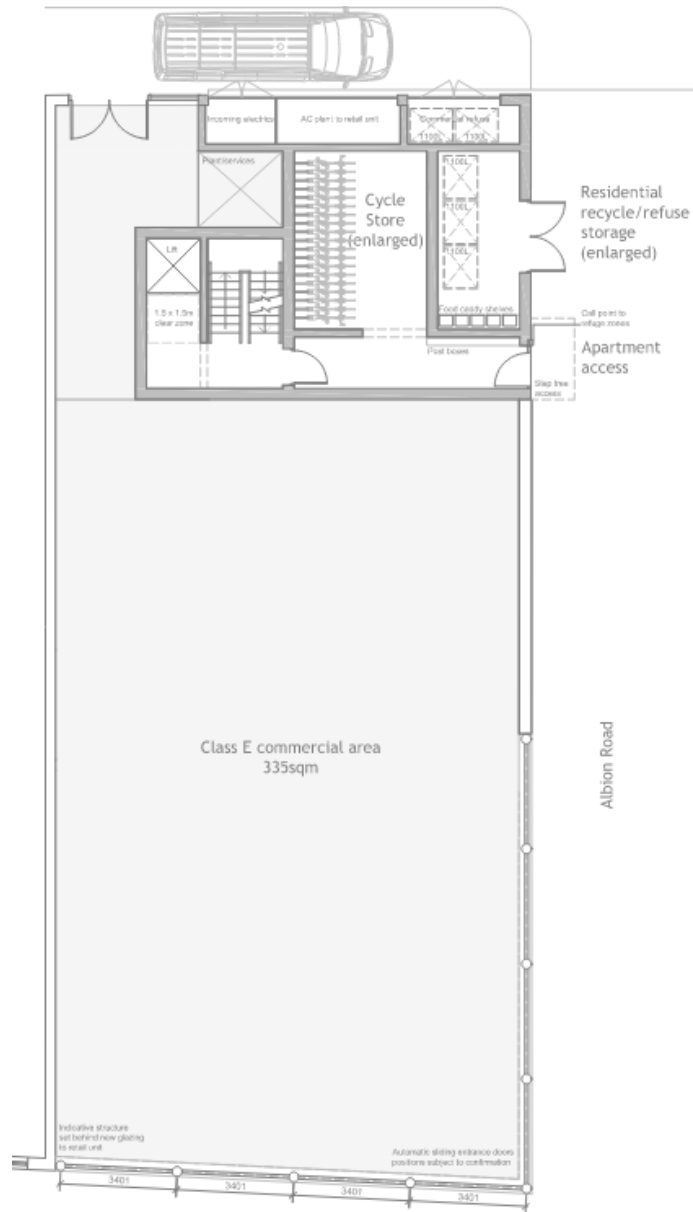 Incoming electrics
AC plant to retail unit
Commercial refuse
1100L
1100L
Plant/services
1100L
1100L
1100L
Cycle
Store
(enlarged)
Residential
recycle/refuse
storage
(enlarged)
Lift
1.5 x 1.5m
clear zone
Food caddy shelves
Call point to
refuge zones
Post boxes
Apartment
access
Step free
access
Class E commercial area
335sqm
Albion Road
Indicative structure
set behind new glazing
to retail unit
Automatic sliding entrance doors
positions subject to confirmation
3401
3401
3401
3401